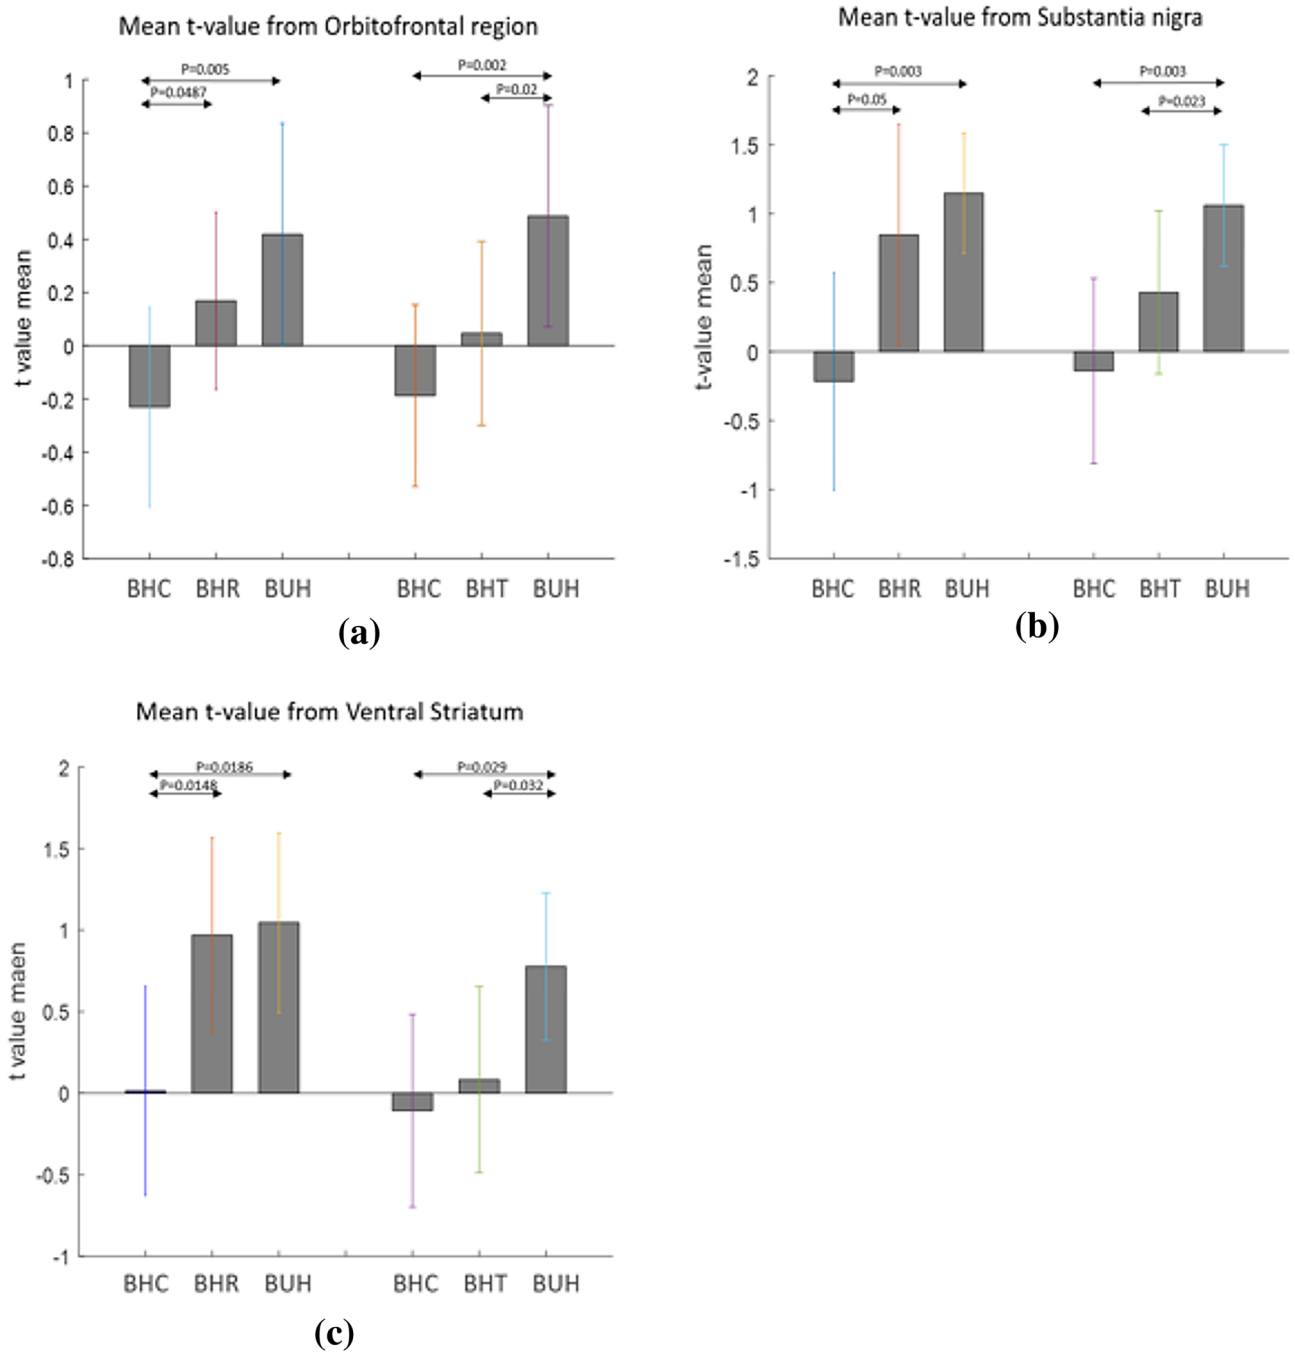 Mean t-value from Orbitofrontal region
P=0.005
P=0.0487
P=0.002
P=0.02
1
0.8
0.6
0.4
0.2
0
-0.2
-0.4
-0.6
-0.8
t value mean
BHC BHR BUH BHC BHT BUH
(a)
Mean t-value from Substantia nigra
P=0.003
P=0.05
P=0.003
P=0.023
2
1.5
1
0.5
0
-0.5
-1
-1.5
t-value mean
BHC BHR BUH BHC BHT BUH
(b)
Mean t-value from Ventral Striatum
P=0.0186
P=0.0148
P=0.029
P=0.032
2
1.5
1
0.5
0
-0.5
-1
t value maen
BHC BHR BUH BHC BHT BUH
(c)